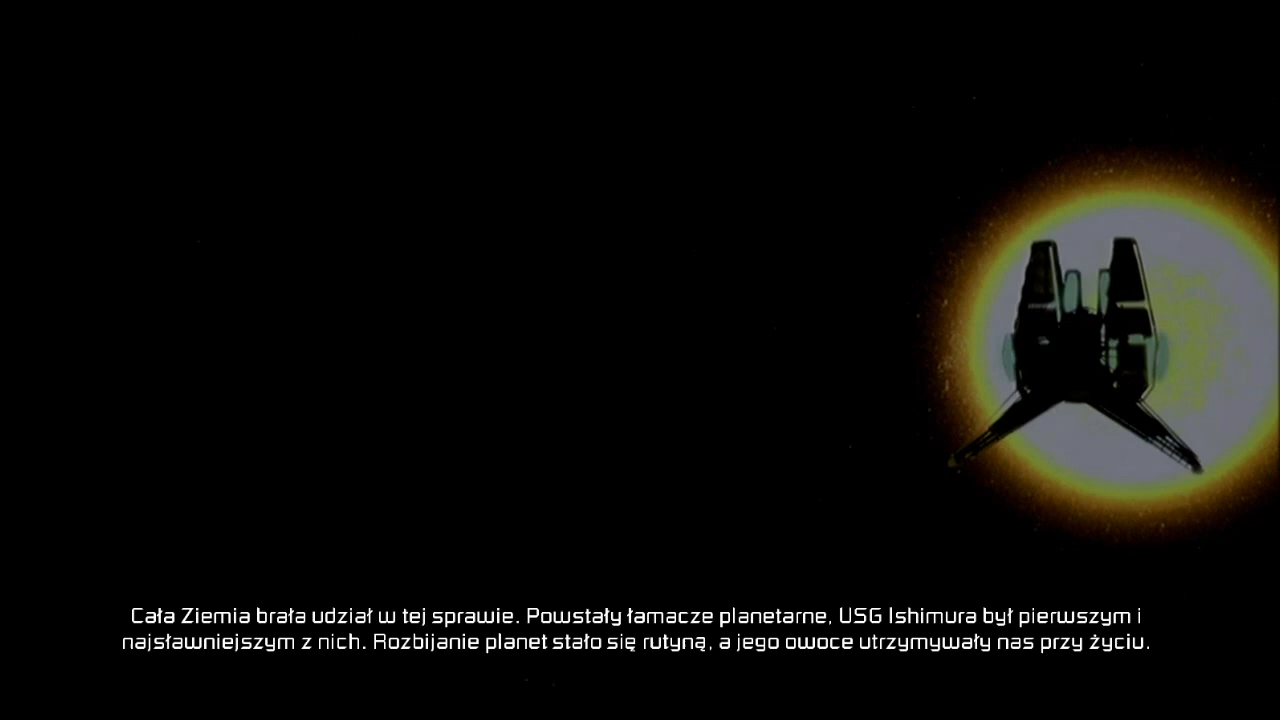 Cała Ziemia brała udział w tej sprawie. Powstały łamacze planetarne, USG Ishimura był pierwszym i
najsławniejszym z nich. Rozbijanie planet stało się rutyną, a jego owoce utrzymywały nas przy życiu.